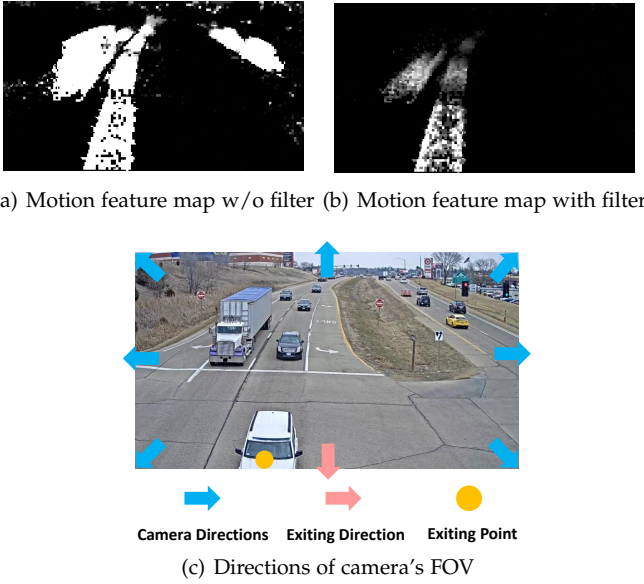 a) Motion feature map w/o filter (b) Motion feature map with filter
Camera Directions Exiting Direction Exiting Point
(c) Directions of camera's FOV